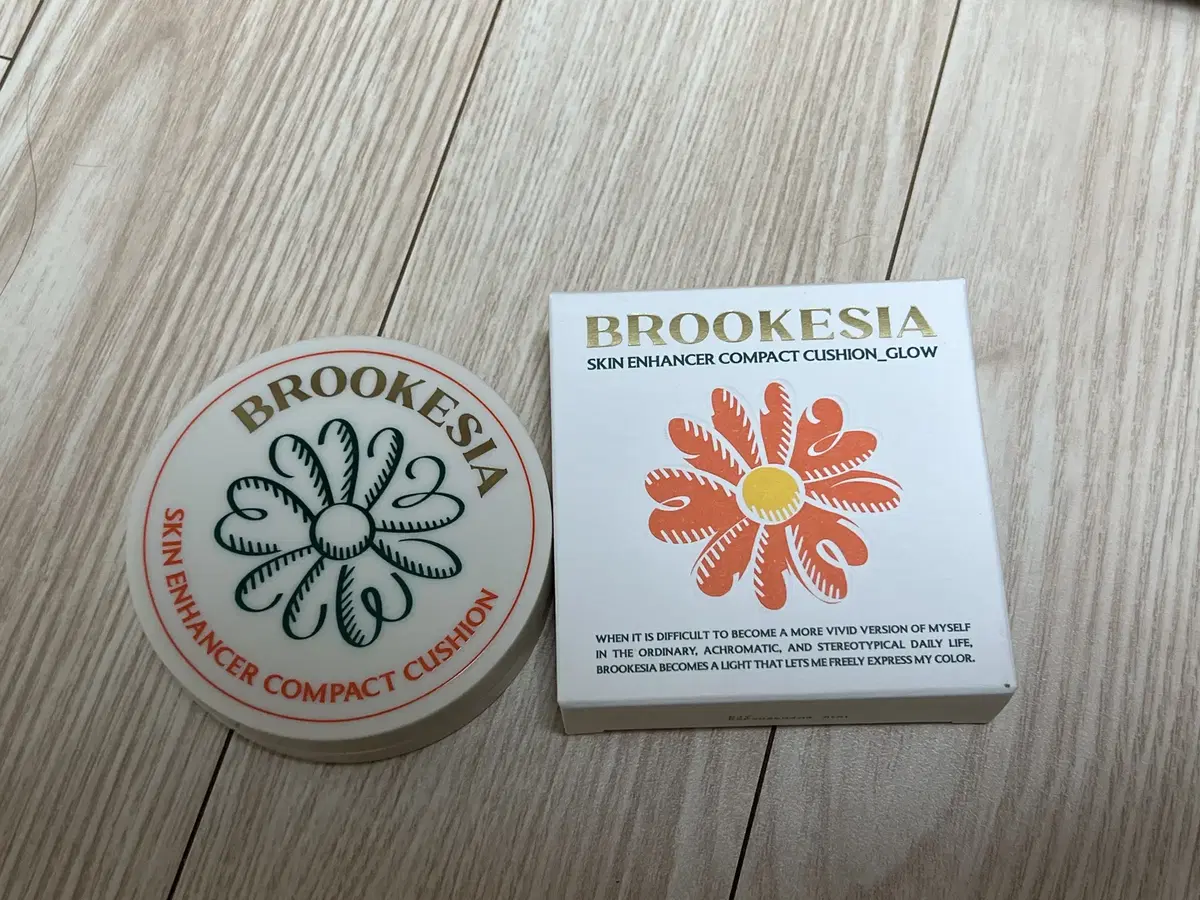 BROOKESIA
SKIN ENHANCER COMPACT CUSHION
BROOKESIA
SKIN ENHANCER COMPACT CUSHION_GLOW
WHEN IT IS DIFFICULT TO BECOME A MORE VIVID VERSION OF MYSELF
IN THE ORDINARY, ACHROMATIC, AND STEREOTYPICAL DAILY LIFE,
BROOKESIA BECOMES A LIGHT THAT LETS ME FREELY EXPRESS MY COLOR.